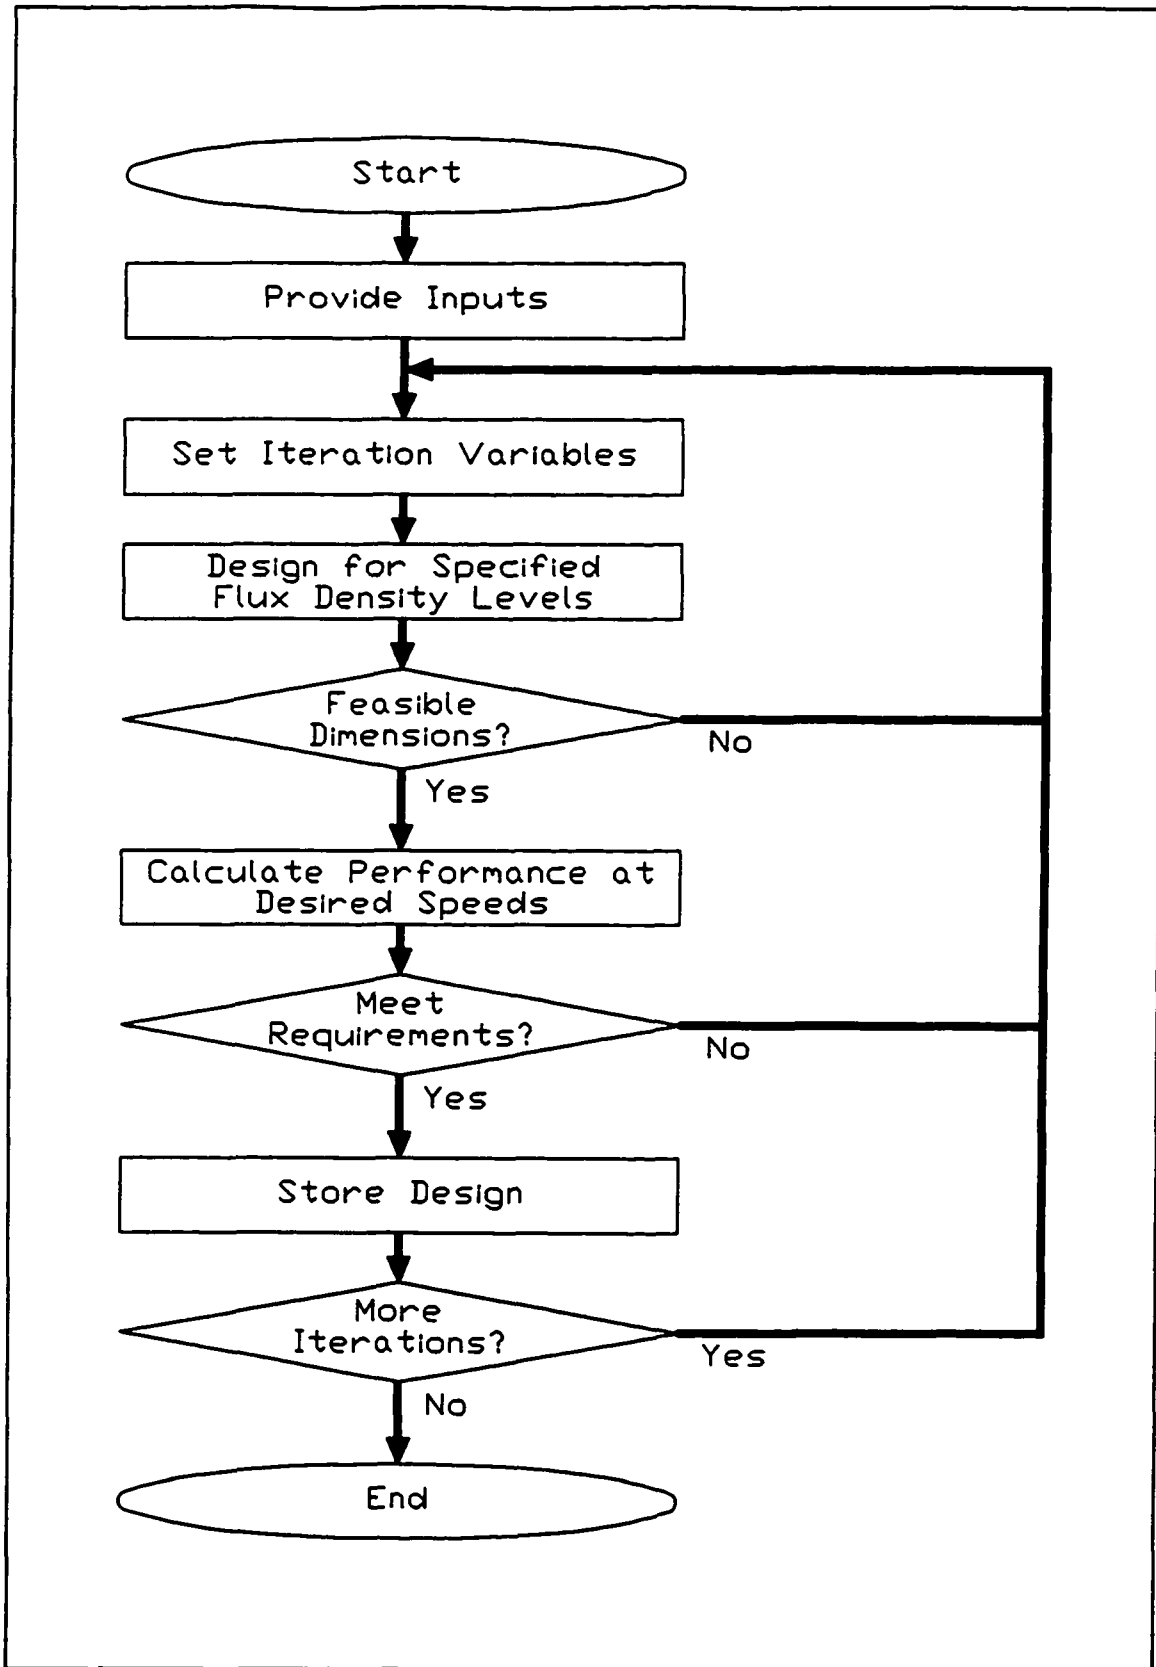 Start
Provide Inputs
Set Iteration Variables
Design for Specified
Flux Density Levels
Feasible
Dimensions?
No
Yes
Calculate Performance at
Desired Speeds
Meet
Requirements?
No
Yes
Store Design
More
Iterations?
Yes
No
End